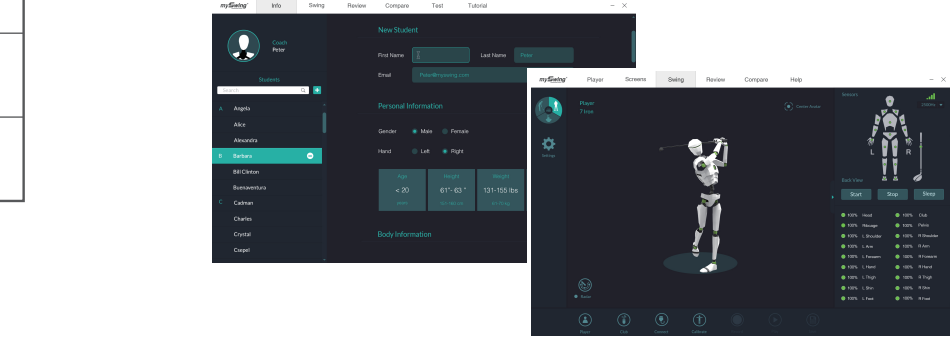 mySwing Info Swing Review Compare Test Tutorial
Coach
Peter
Students
Search
A Angela
Alice
Alexandra
B Barbara
Bill Clinton
Buenaventura
C Cadman
Charles
Crystal
Csepel
New Student
First Name Last Name Peter
Email Peter@myswing.com
Personal Information
Gender Male Female
Hand Left Right
Age Height Weight
< 20 61"- 63 " 131-155 lbs
Body Information
mySwing Player Screens Swing Review Compare Help
Player
7 Iron
Settings
Sensors
L R
Back View
Start Stop Sleep
100% Head 100% Club
100% Ribcage 100% Pelvis
100% L Shoulder 100% R Shoulder
100% L Arm 100% R Arm
100% L Forearm 100% R Forearm
100% L Hand 100% R Hand
100% L Thigh 100% R Thigh
100% L Shin 100% R Shin
100% L Foot 100% R Foot
Player Club Connect Calibrate